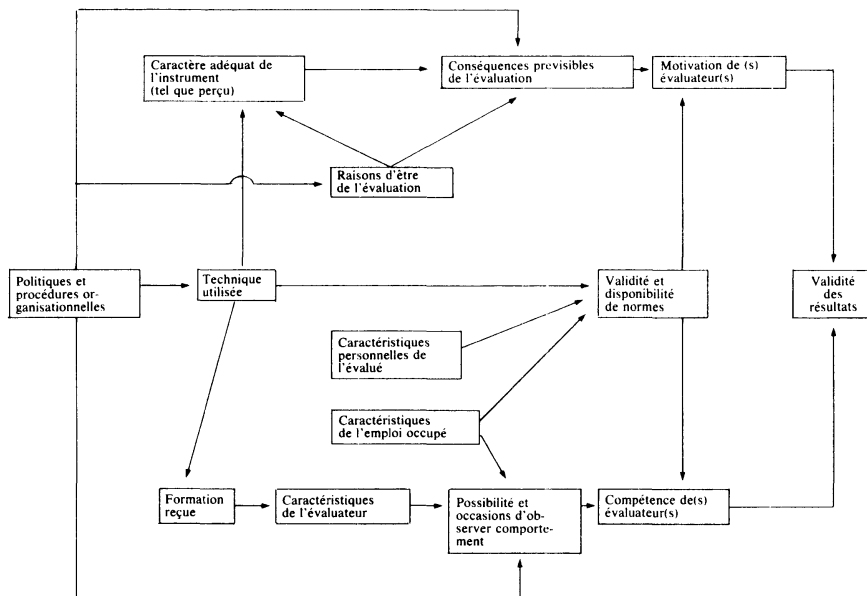 Caractère adéquat de
l'instrument
(tel que perçu)
Conséquences prévisibles
de l'évaluation
Motivation de (s)
évaluateur(s)
Raisons d'être
de l'évaluation
Politiques et
procédures or-
ganisationnelles
Technique
utilisée
Validité et
disponibilité
de normes
Validité
des
résultats
Caractéristiques
personnelles de
l'évalué
Caractéristiques
de l'emploi occupé
Formation
reçue
Caractéristiques
de l'évaluateur
Possibilité et
occasions d'ob-
server comporte-
ment
Compétence de(s)
évaluateur(s)